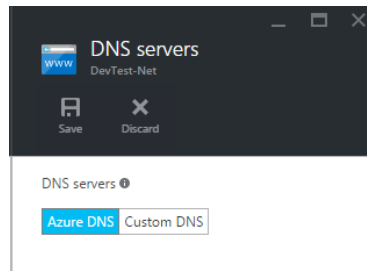 DNS servers
www
DevTest-Net
Save Discard
DNS servers
Azure DNS Custom DNS